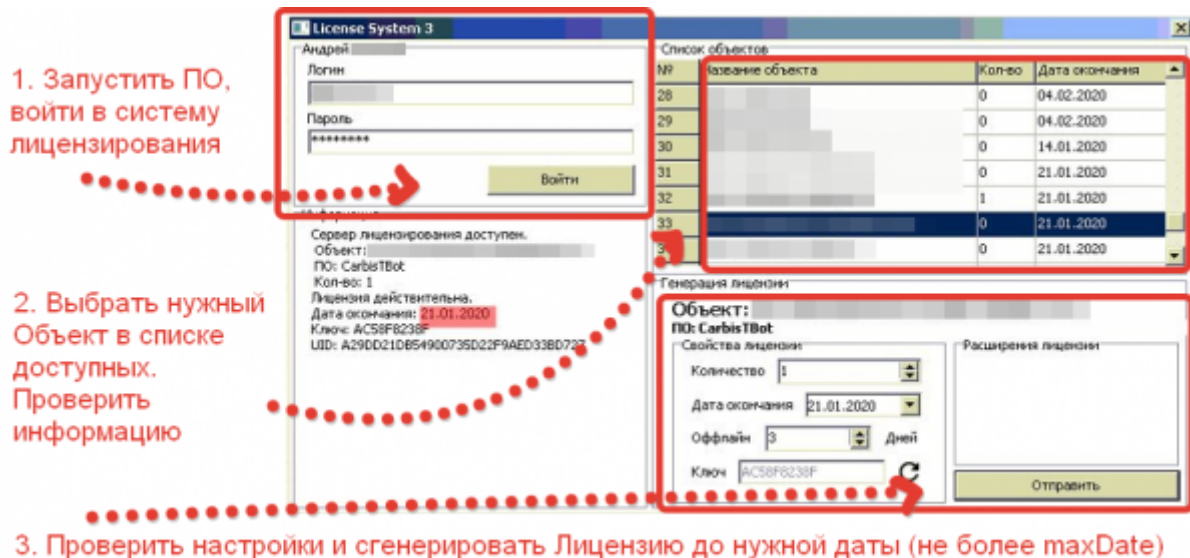 License System 3
1. Запустить ПО,
войти в систему
лицензирования
2. Выбрать нужный
Объект в списке
доступных.
Проверить
информацию
Андрей
Логин
Пароль
********
Войти
Информация
Сервер лицензирования доступен.
Объект:
ПО: CarbisTBot
Кол-во: 1
Лицензия действительна.
Дата окончания: 21.01.2020
Ключ: AC58F8238F
UID: A29DD21DB54900735D22F9AED33BD727
Список объектов
№ Название объекта Кол-во Дата окончания
28 0 04.02.2020
29 0 04.02.2020
30 0 14.01.2020
31 0 21.01.2020
32 1 21.01.2020
33 0 21.01.2020
0 21.01.2020
Генерация лицензии
Объект:
ПО: CarbisTBot
Свойства лицензии
Количество 1
Дата окончания 21.01.2020
Оффлайн 3 Дней
Ключ AC58F8238F
Расширения лицензии
Отправить
3. Проверить настройки и сгенерировать Лицензию до нужной даты (не более maxDate)